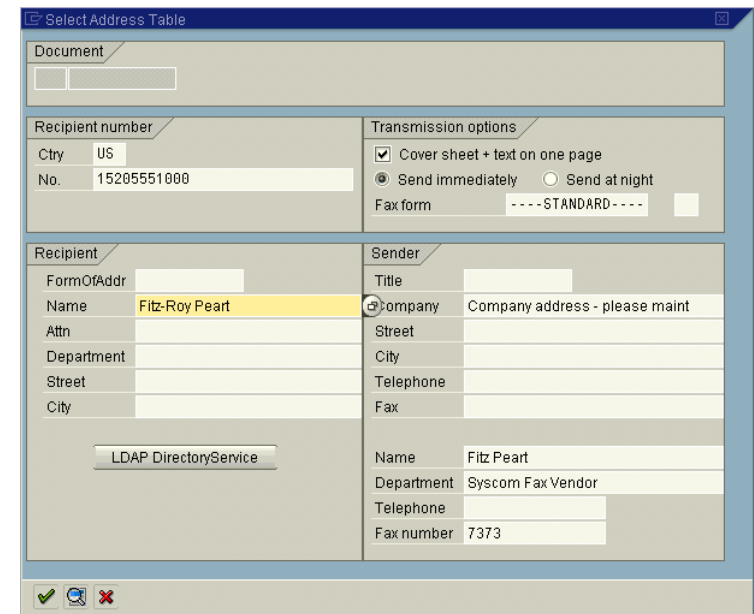 Select Address Table
Document
Recipient number
Ctry US
No. 15205551000
Transmission options
Cover sheet + text on one page
Send immediately Send at night
Fax form ----STANDARD----
Recipient
FormOfAddr
Name Fitz-Roy Peart
Attn
Department
Street
City
LDAP DirectoryService
Sender
Title
Company Company address - please maint
Street
City
Telephone
Fax
Name Fitz Peart
Department Syscom Fax Vendor
Telephone
Fax number 7373